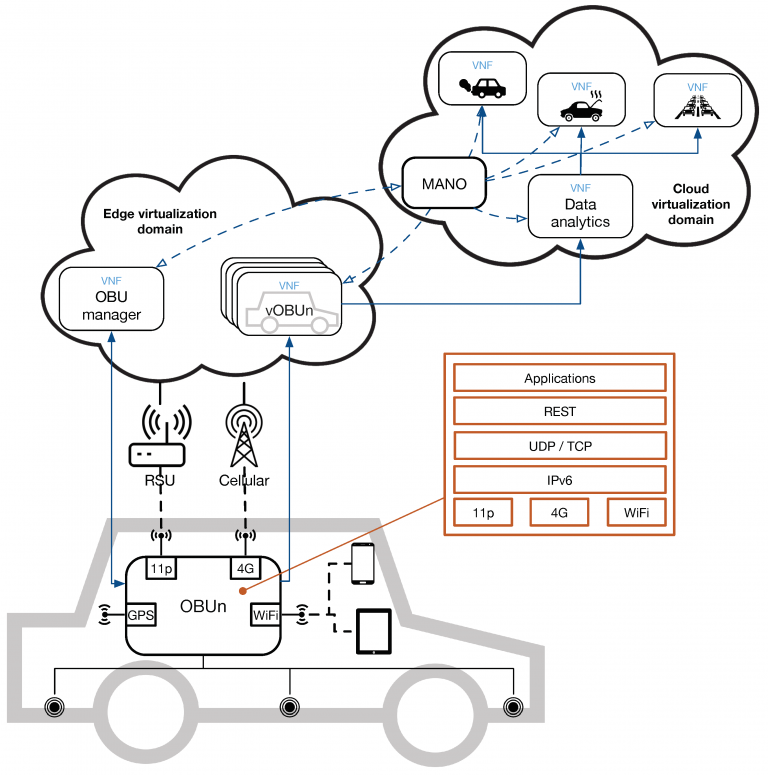 VNF
VNF
VNF
MANO
VNF
Data
analytics
Cloud
virtualization
domain
Edge virtualization
domain
VNF
OBU
manager
VNF
vOBUn
Applications
REST
UDP / TCP
IPv6
11p
4G
WiFi
RSU
Cellular
11p
4G
OBUn
GPS
WiFi